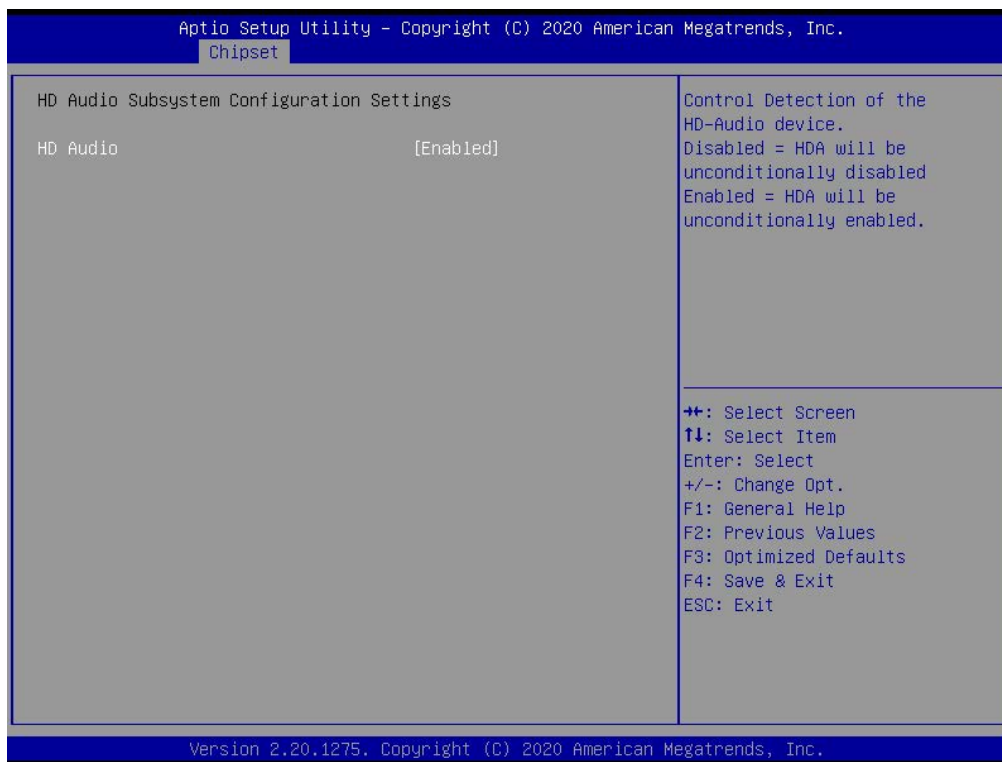 Aptio Setup Utility – Copyright (C) 2020 American Megatrends, Inc.
Chipset
HD Audio Subsystem Configuration Settings
HD Audio [Enabled]
Control Detection of the
HD-Audio device.
Disabled = HDA will be
unconditionally disabled
Enabled = HDA will be
unconditionally enabled.
→←: Select Screen
↑↓: Select Item
Enter: Select
+/-: Change Opt.
F1: General Help
F2: Previous Values
F3: Optimized Defaults
F4: Save & Exit
ESC: Exit
Version 2.20.1275. Copyright (C) 2020 American Megatrends, Inc.